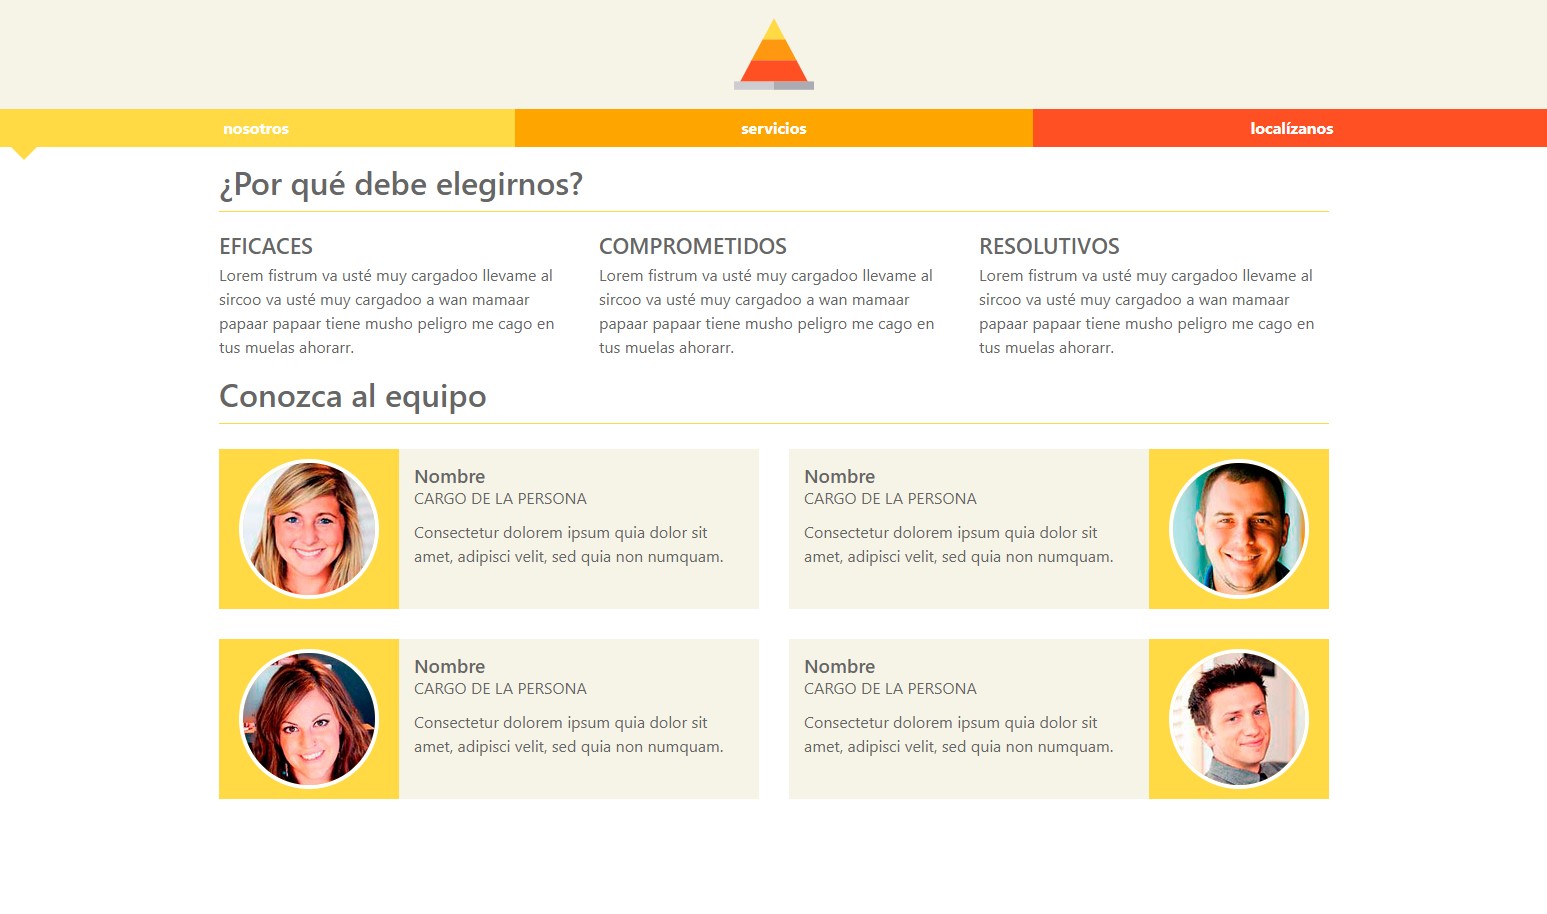 nosotros
servicios
localízanos
¿Por qué debe elegirnos?
EFICACES
Lorem fistrum va usté muy cargadoo llevame al
sircoo va usté muy cargadoo a wan mamaar
papaar papaar tiene musho peligro me cago en
tus muelas ahorarr.
COMPROMETIDOS
Lorem fistrum va usté muy cargadoo llevame al
sircoo va usté muy cargadoo a wan mamaar
papaar papaar tiene musho peligro me cago en
tus muelas ahorarr.
RESOLUTIVOS
Lorem fistrum va usté muy cargadoo llevame al
sircoo va usté muy cargadoo a wan mamaar
papaar papaar tiene musho peligro me cago en
tus muelas ahorarr.
Conozca al equipo
Nombre
CARGO DE LA PERSONA
Consectetur dolorem ipsum quia dolor sit
amet, adipisci velit, sed quia non numquam.
Nombre
CARGO DE LA PERSONA
Consectetur dolorem ipsum quia dolor sit
amet, adipisci velit, sed quia non numquam.
Nombre
CARGO DE LA PERSONA
Consectetur dolorem ipsum quia dolor sit
amet, adipisci velit, sed quia non numquam.
Nombre
CARGO DE LA PERSONA
Consectetur dolorem ipsum quia dolor sit
amet, adipisci velit, sed quia non numquam.